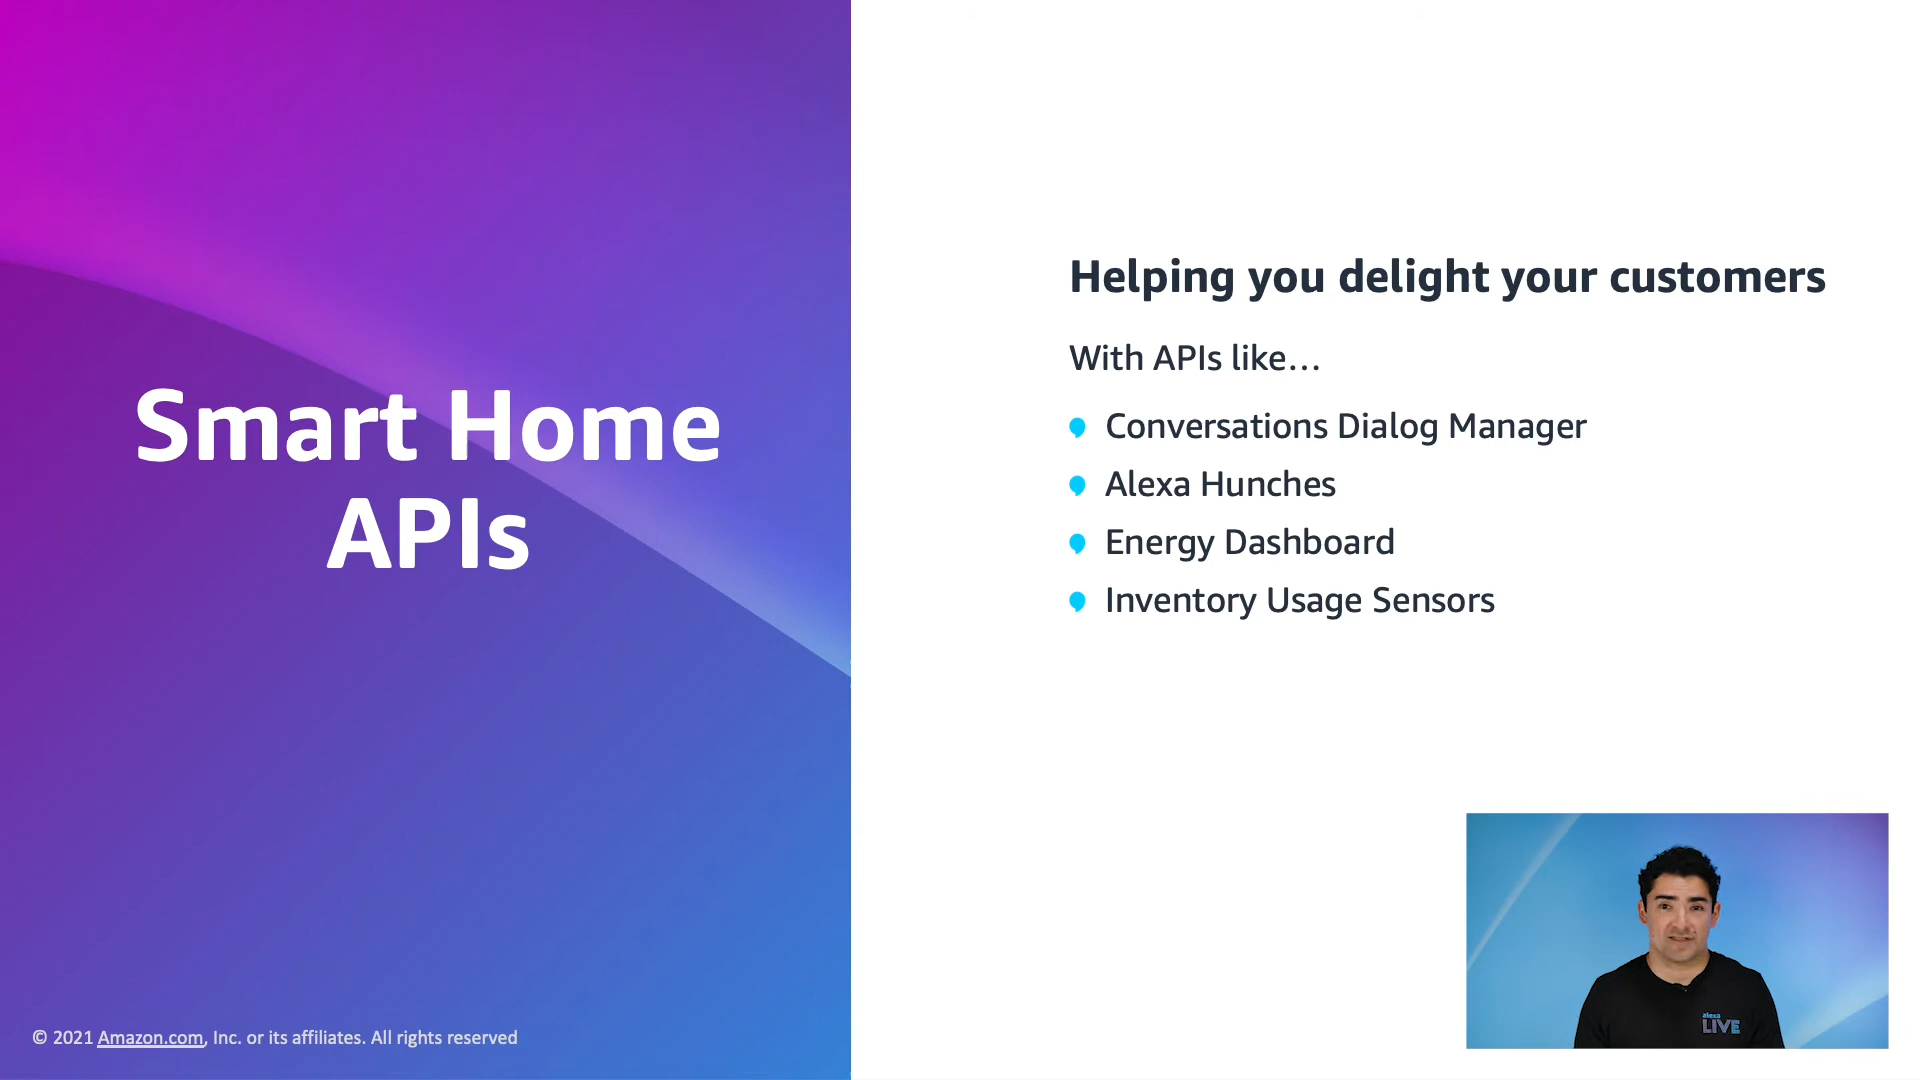 Smart Home
APIs
Helping you delight your customers
With APIs like…
Conversations Dialog Manager
Alexa Hunches
Energy Dashboard
Inventory Usage Sensors
© 2021 Amazon.com, Inc. or its affiliates. All rights reserved
alexa
LIVE